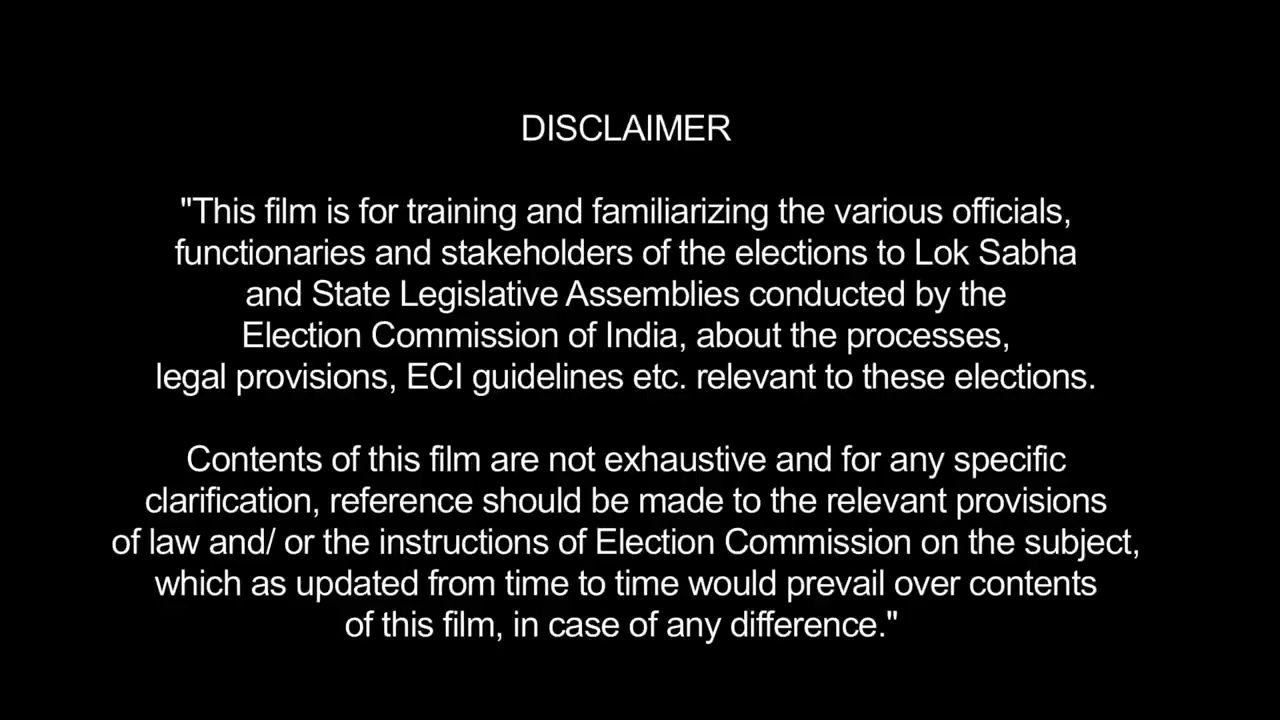 DISCLAIMER
"This film is for training and familiarizing the various officials,
functionaries and stakeholders of the elections to Lok Sabha
and State Legislative Assemblies conducted by the
Election Commission of India, about the processes,
legal provisions, ECI guidelines etc. relevant to these elections.
Contents of this film are not exhaustive and for any specific
clarification, reference should be made to the relevant provisions
of law and/ or the instructions of Election Commission on the subject,
which as updated from time to time would prevail over contents
of this film, in case of any difference."